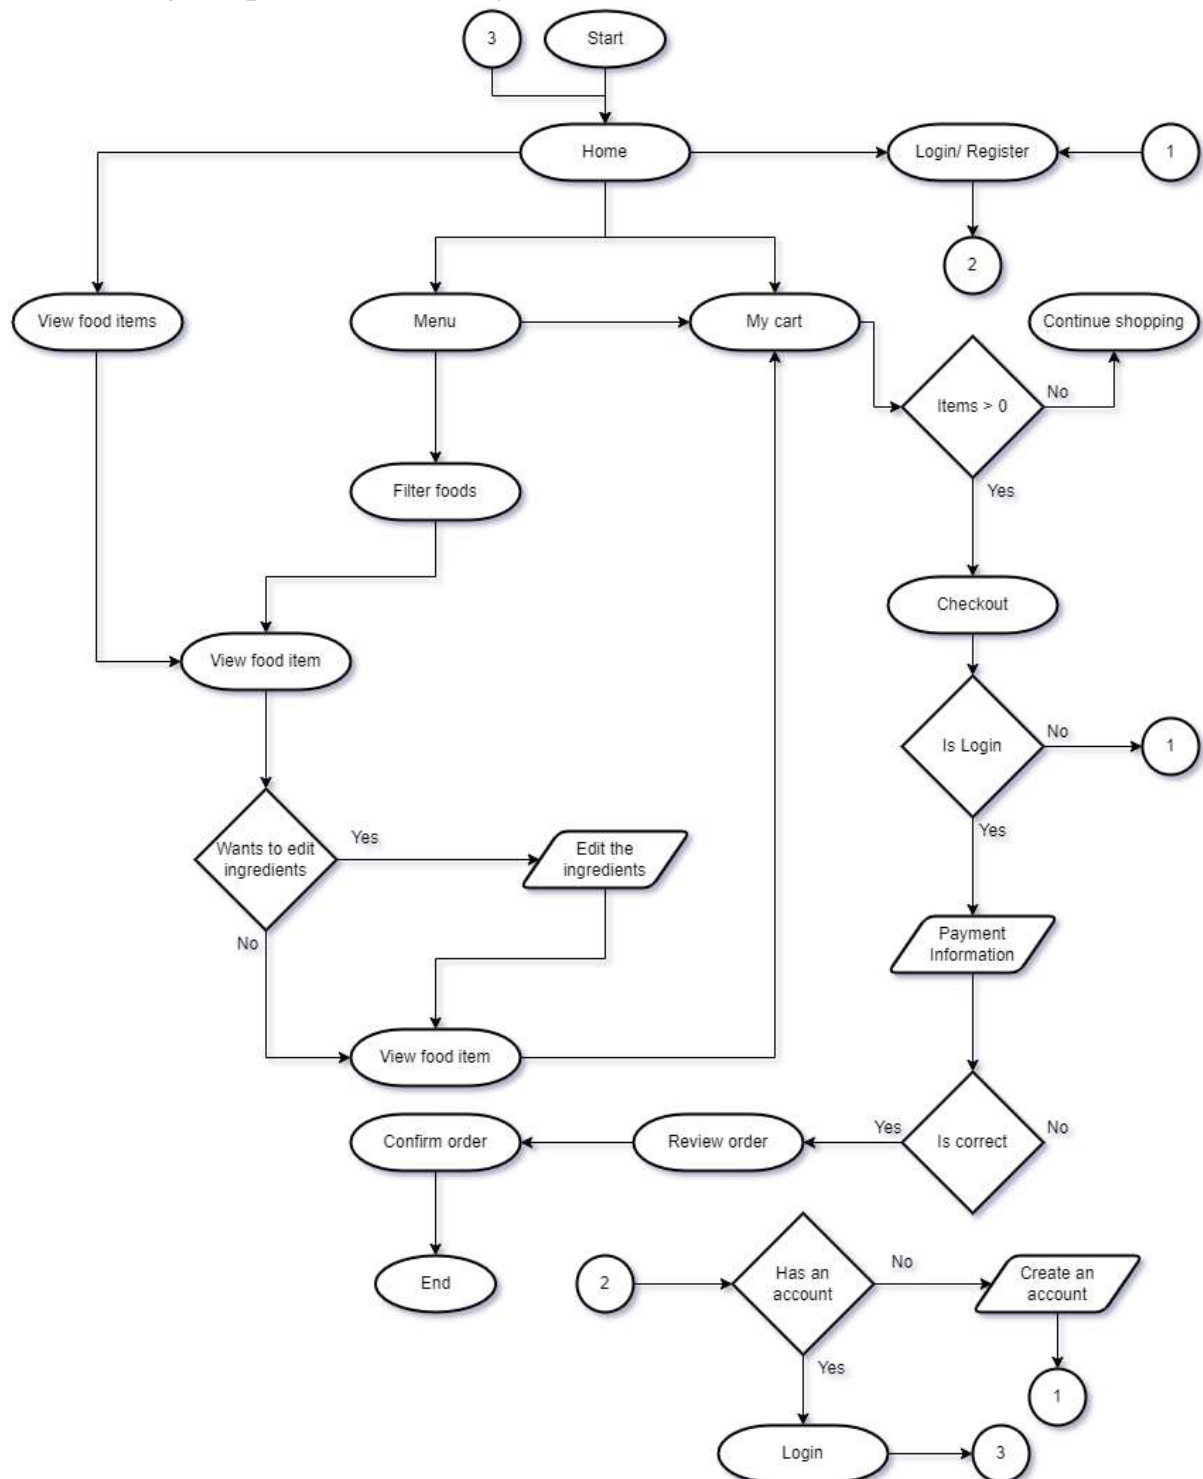 3
Start
Home
Login/ Register
1
2
View food items
Menu
My cart
Continue shopping
Items > 0
No
Yes
Filter foods
Checkout
View food item
Is Login
No
1
Yes
Wants to edit
ingredients
Yes
No
Edit the
ingredients
Payment
Information
View food item
Confirm order
Review order
Yes
Is correct
No
End
2
Has an
account
No
Create an
account
Yes
1
Login
3